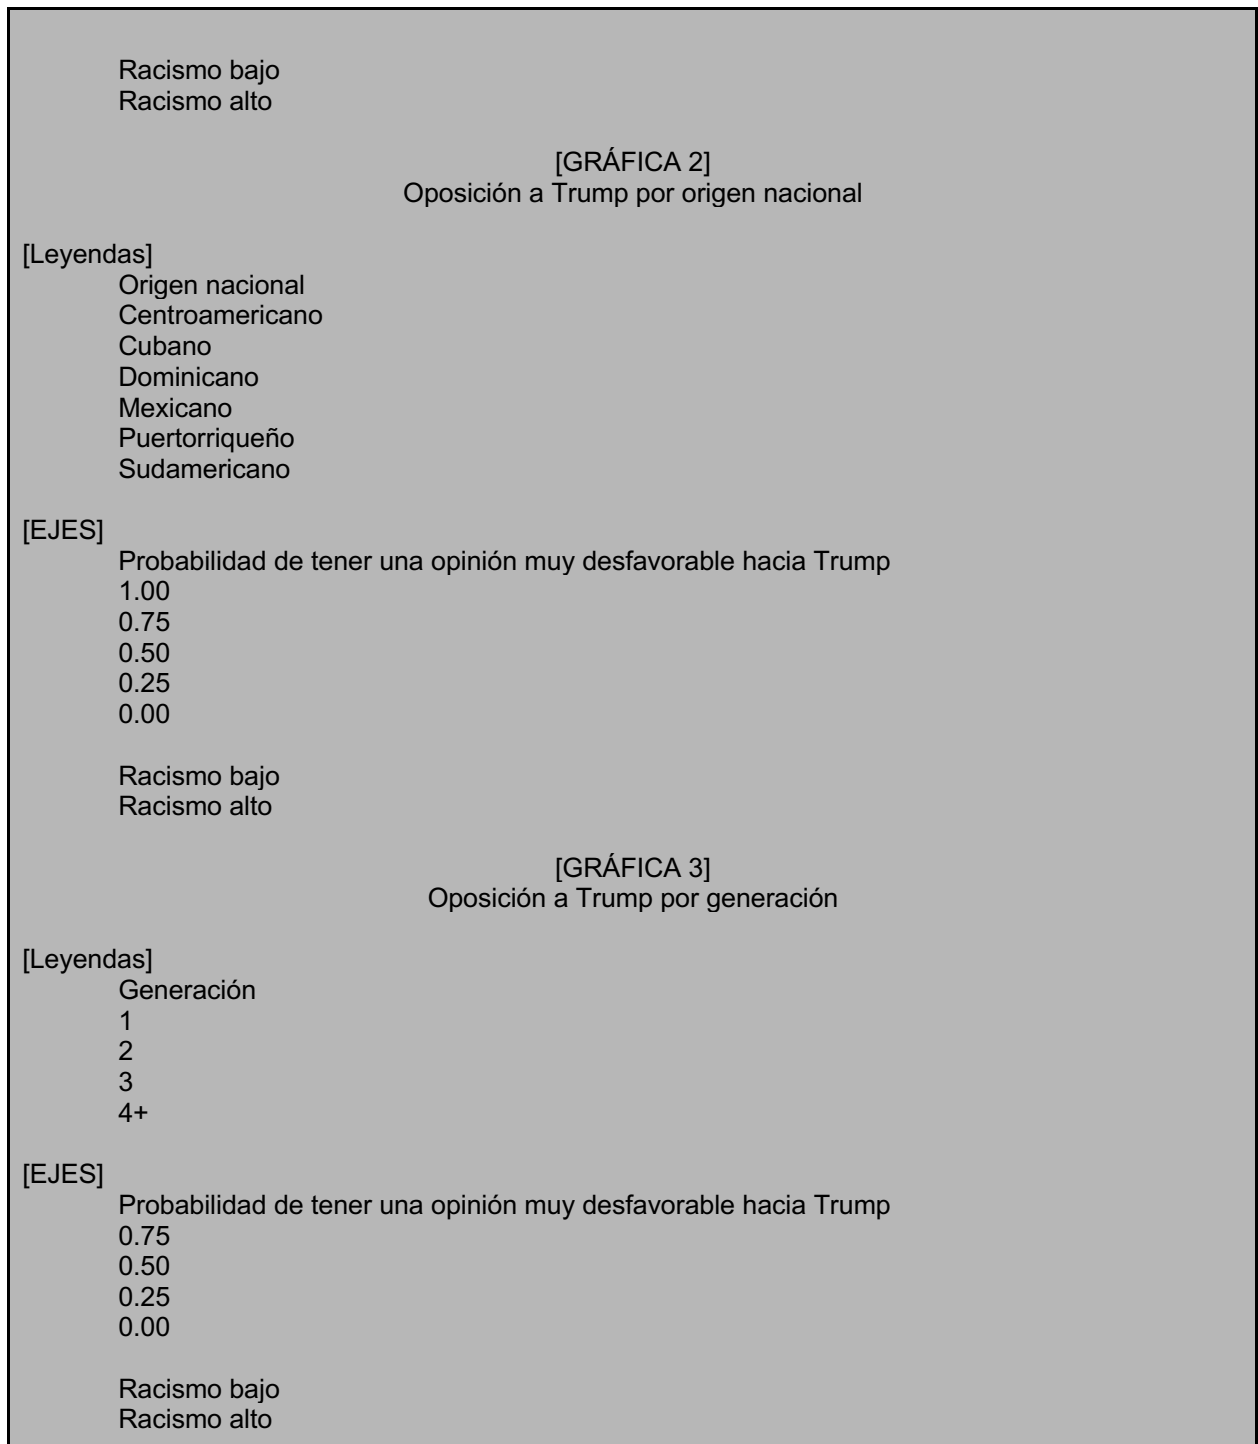 Racismo bajo
Racismo alto
[GRÁFICA 2]
Oposición a Trump por origen nacional
[Leyendas]
Origen nacional
Centroamericano
Cubano
Dominicano
Mexicano
Puertorriqueño
Sudamericano
[EJES]
Probabilidad de tener una opinión muy desfavorable hacia Trump
1.00
0.75
0.50
0.25
0.00
Racismo bajo
Racismo alto
[GRÁFICA 3]
Oposición a Trump por generación
[Leyendas]
Generación
1
2
3
4+
[EJES]
Probabilidad de tener una opinión muy desfavorable hacia Trump
0.75
0.50
0.25
0.00
Racismo bajo
Racismo alto